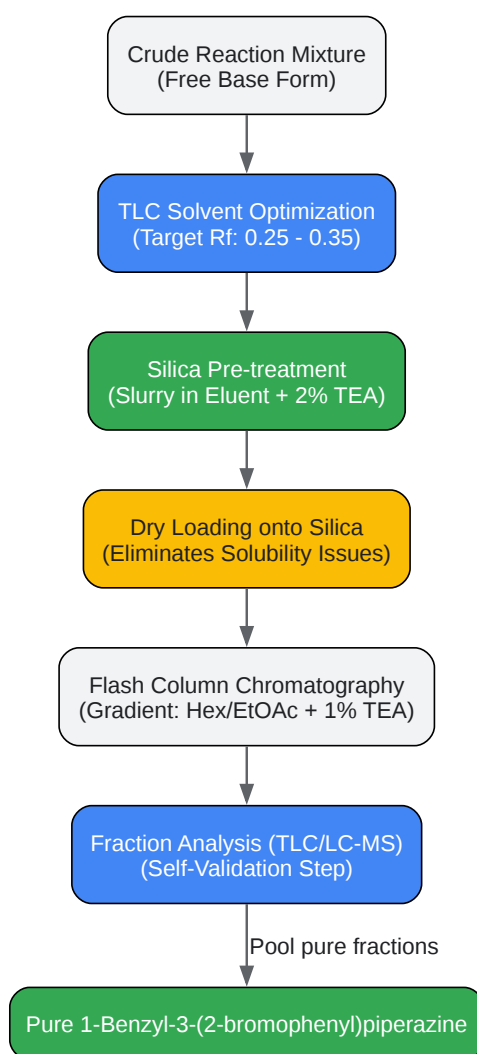 Crude Reaction Mixture
(Free Base Form)
TLC Solvent Optimization
(Target Rf: 0.25 - 0.35)
Silica Pre-treatment
(Slurry in Eluent + 2% TEA)
Dry Loading onto Silica
(Eliminates Solubility Issues)
Flash Column Chromatography
(Gradient: Hex/EtOAc + 1% TEA)
Fraction Analysis (TLC/LC-MS)
(Self-Validation Step)
Pool pure fractions
Pure 1-Benzyl-3-(2-bromophenyl)piperazine